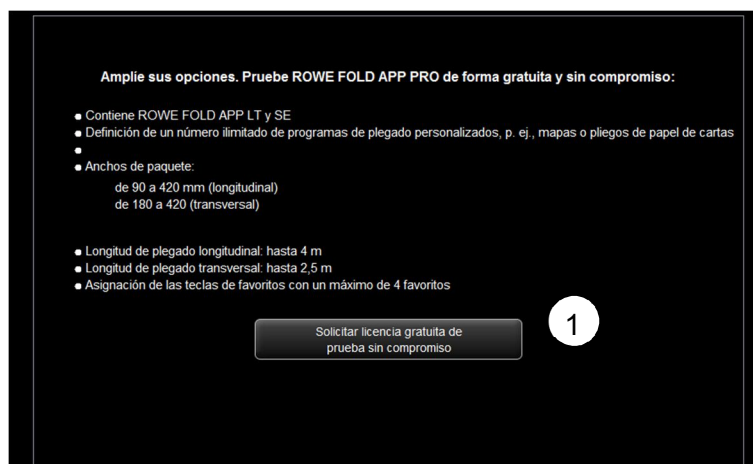 Amplíe sus opciones. Pruebe ROWE FOLD APP PRO de forma gratuita y sin compromiso:
● Contiene ROWE FOLD APP LT y SE
● Definición de un número ilimitado de programas de plegado personalizados, p. ej., mapas o pliegos de papel de cartas
●
● Anchos de paquete:
de 90 a 420 mm (longitudinal)
de 180 a 420 (transversal)
● Longitud de plegado longitudinal: hasta 4 m
● Longitud de plegado transversal: hasta 2,5 m
● Asignación de las teclas de favoritos con un máximo de 4 favoritos
Solicitar licencia gratuita de
prueba sin compromiso
1